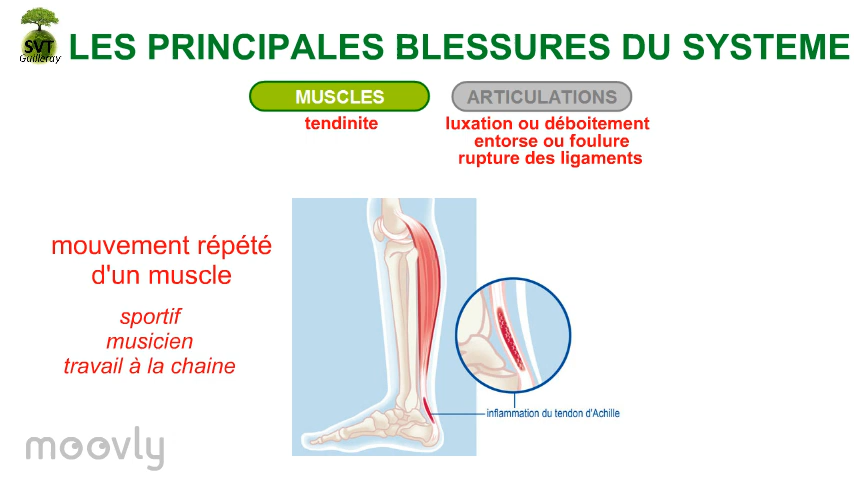 SVT
Guilleray
LES PRINCIPALES BLESSURES DU SYSTEME
MUSCLES
ARTICULATIONS
tendinite
luxation ou déboitement
entorse ou foulure
rupture des ligaments
mouvement répété
d'un muscle
sportif
musicien
travail à la chaine
inflammation du tendon d'Achille
moovly